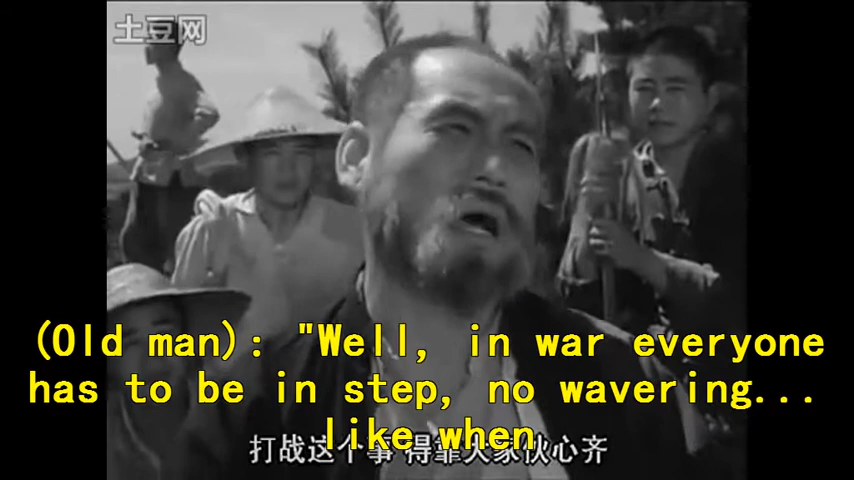 土豆网
(Old man): "Well, in war everyone
has to be in step, no wavering...
like when
打战这个事 得靠大家伙心齐